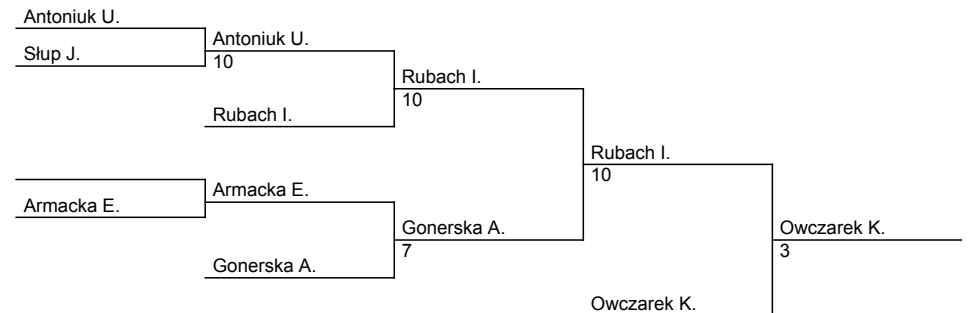 Antoniuk U.
Słup J.
Antoniuk U.
10
Rubach I.
Rubach I.
10
Armacka E.
Armacka E.
Gonerska A.
Gonerska A.
7
Rubach I.
10
Owczarek K.
Owczarek K.
3